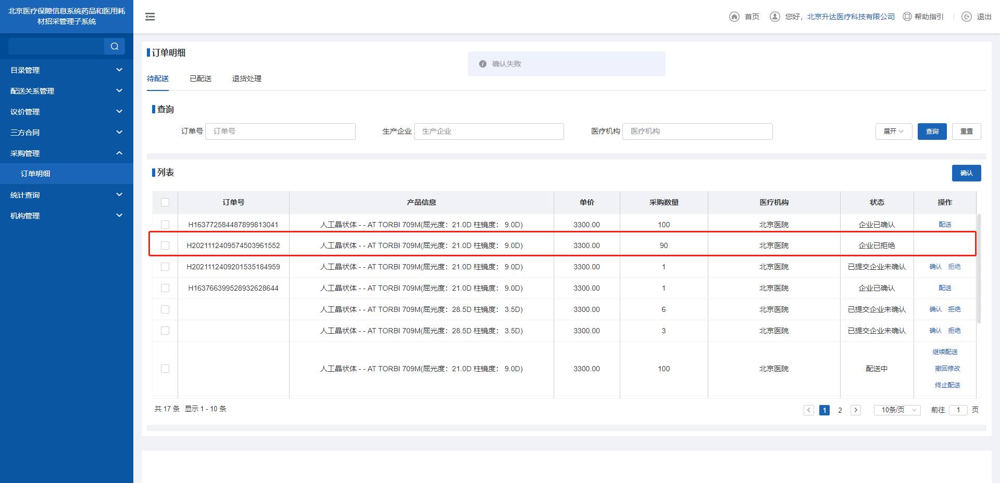 北京医疗保障信息系统药品和医用耗
材招采管理子系统
首页
您好，北京升达医疗科技有限公司
帮助指引
退出
目录管理
配送关系管理
议价管理
三方合同
采购管理
订单明细
统计查询
机构管理
订单明细
确认失败
待配送 已配送 退货处理
查询
订单号 订单号 生产企业 生产企业 医疗机构 医疗机构 展开 查询 重置
列表
确认
订单号 产品信息 单价 采购数量 医疗机构 状态 操作
H163772584487899813041 人工晶状体 - - AT TORBI 709M(屈光度：21.0D 柱镜度： 9.0D) 3300.00 100 北京医院 企业已确认 配送
H2021112409574503961552 人工晶状体 - - AT TORBI 709M(屈光度：21.0D 柱镜度： 9.0D) 3300.00 90 北京医院 企业已拒绝
H2021112409201535184959 人工晶状体 - - AT TORBI 709M(屈光度：21.0D 柱镜度： 9.0D) 3300.00 1 北京医院 已提交企业未确认 确认 拒绝
H163766399528932628644 人工晶状体 - - AT TORBI 709M(屈光度：21.0D 柱镜度： 9.0D) 3300.00 1 北京医院 企业已确认 配送
人工晶状体 - - AT TORBI 709M(屈光度：28.5D 柱镜度： 3.5D) 3300.00 6 北京医院 已提交企业未确认 确认 拒绝
人工晶状体 - - AT TORBI 709M(屈光度：28.5D 柱镜度： 3.5D) 3300.00 3 北京医院 已提交企业未确认 确认 拒绝
人工晶状体 - - AT TORBI 709M(屈光度：21.0D 柱镜度： 9.0D) 3300.00 100 北京医院 配送中
继续配送
撤回修改
终止配送
共 17 条 显示 1 - 10 条
1 2 10条/页 前往 1 页